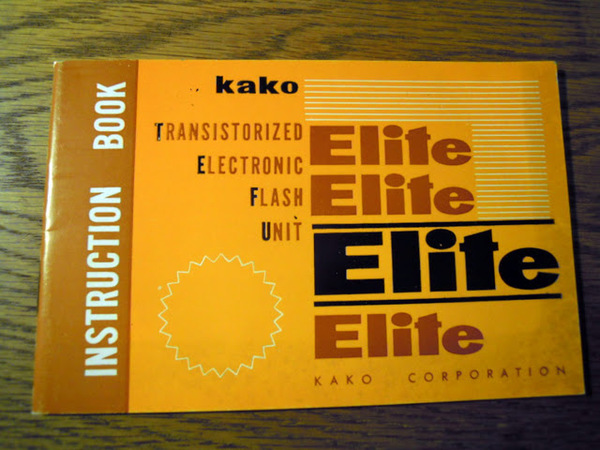 INSTRUCTION BOOK
kako
TRANSISTORIZED
ELECTRONIC
FLASH
UNIT
Elite
Elite
Elite
Elite
KAKO CORPORATION